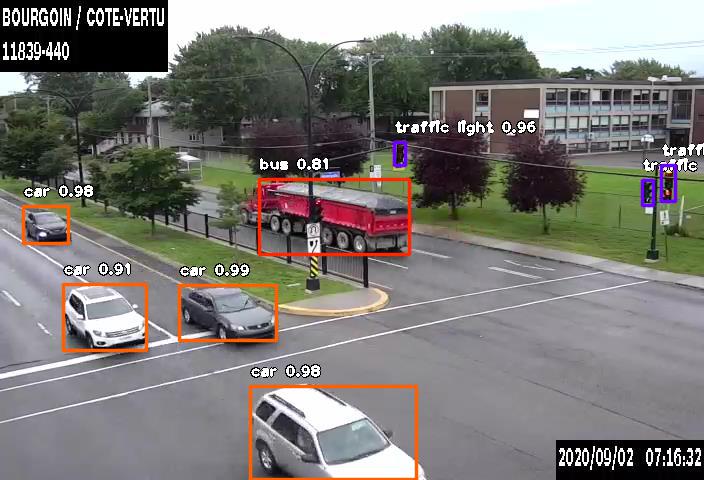 BOURGOIN / COTE-VERTU
11839-440
traffic light 0.96
traffi
traffic
bus 0.81
car 0.98
car 0.91
car 0.99
car 0.98
2020/09/02 07:16:32